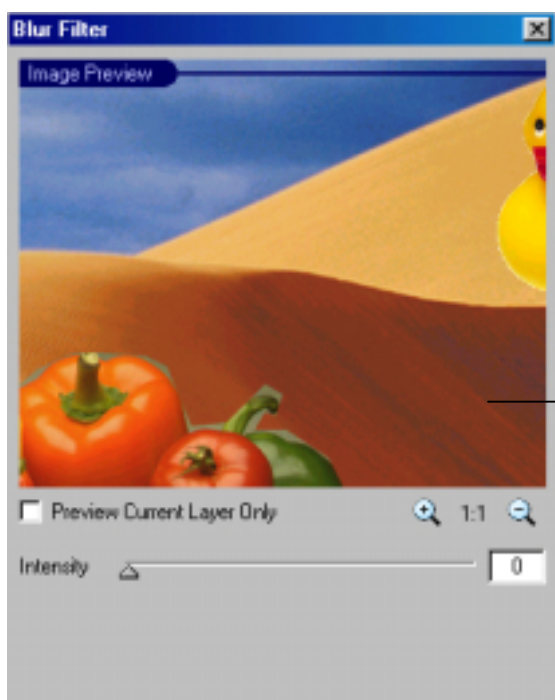 Blur Filter
Image Preview
Preview Current Layer Only
1:1
Intensity
0